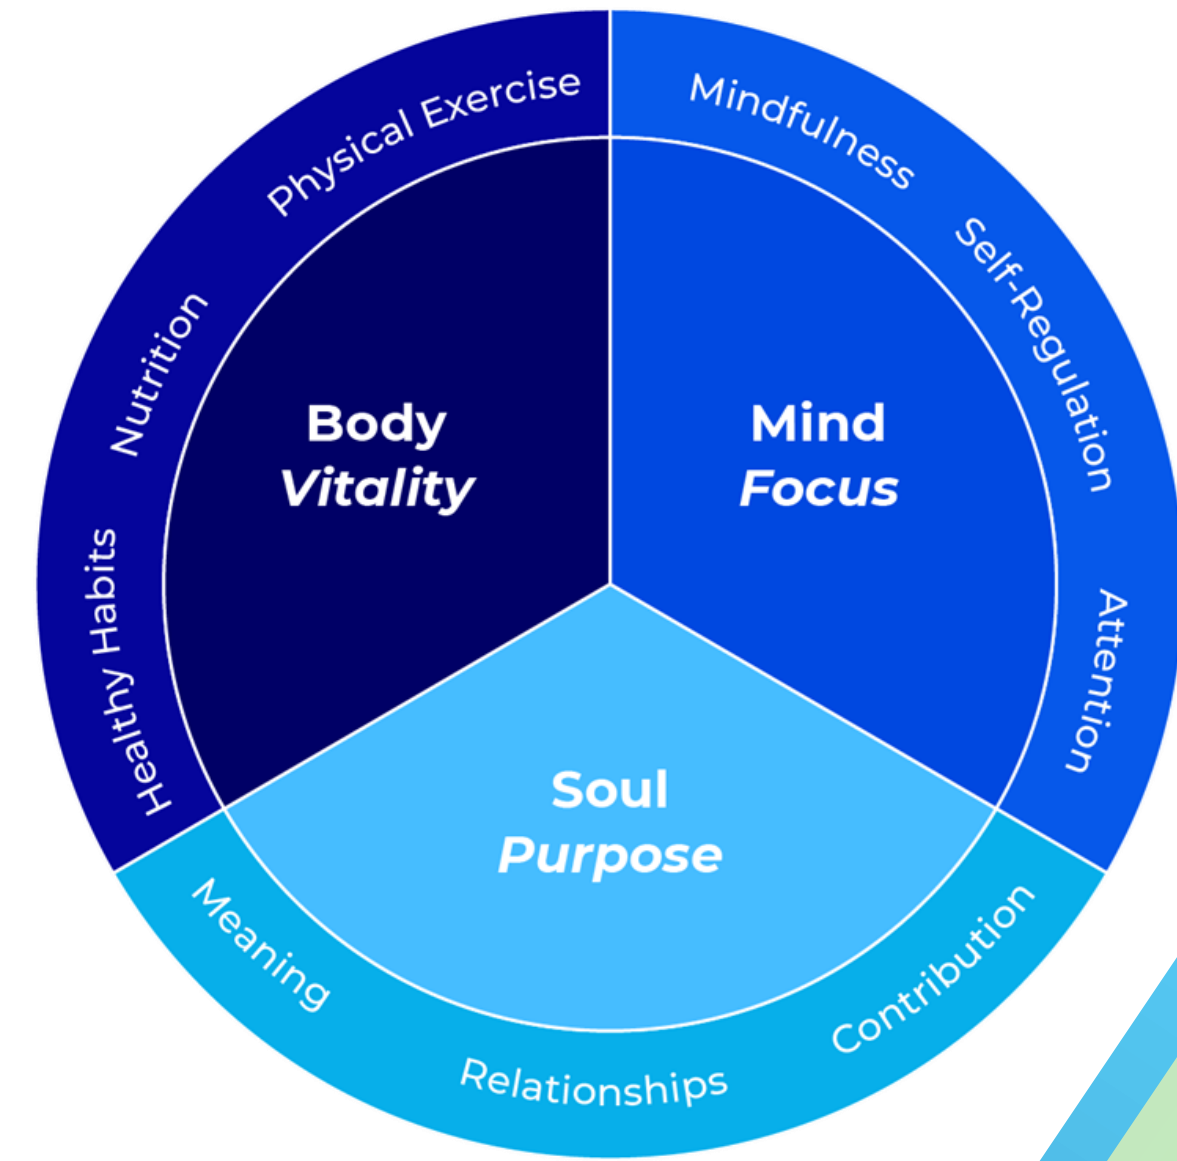 Physical Exercise
Nutrition
Healthy Habits
Body
Vitality
Mindfulness
Self-Regulation
Attention
Mind
Focus
Soul
Purpose
Meaning
Relationships
Contribution